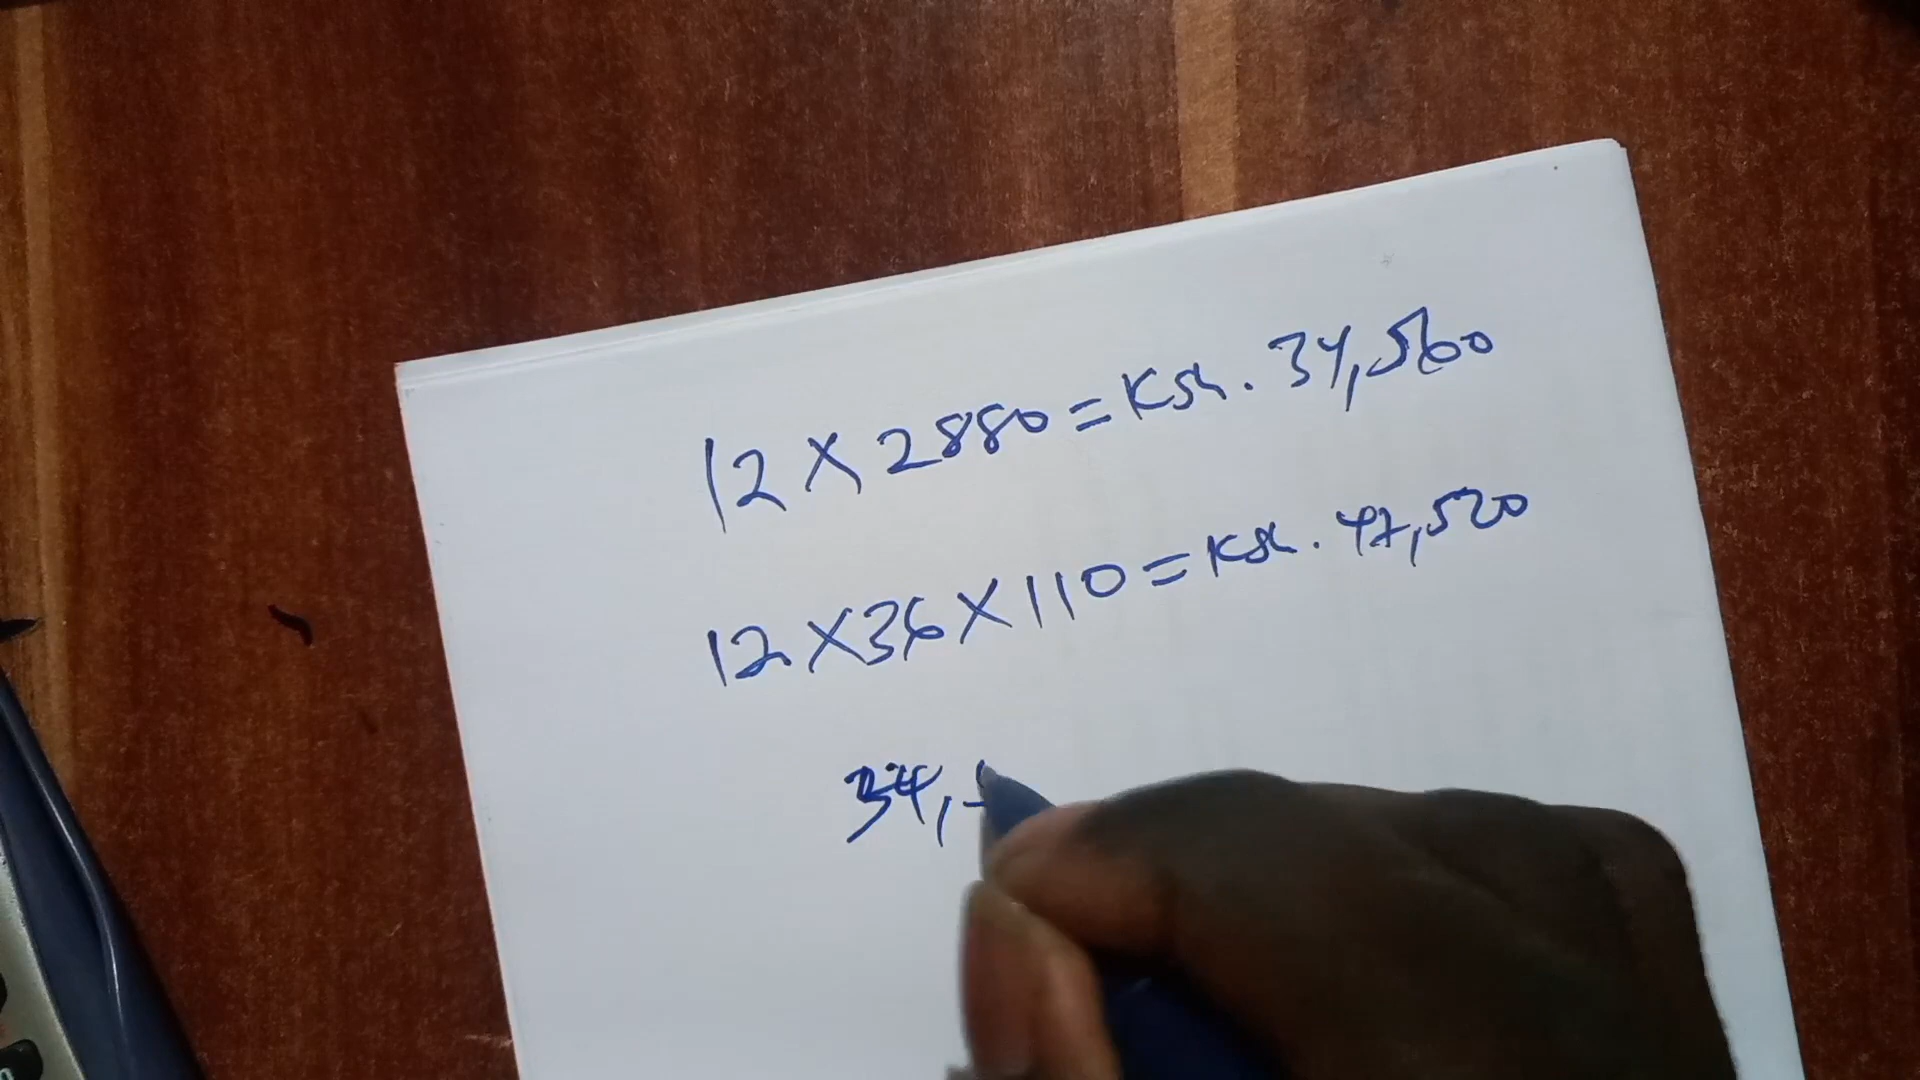 12 X 2880 = Ksh. 34,560
12 X 36 X 110 = Ksh. 47,520
34,